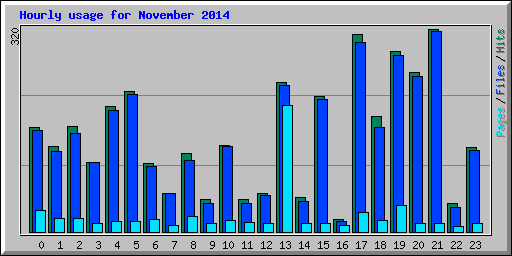 Hourly usage for November 2014
320
Pages/Files/Hits
0 1 2 3 4 5 6 7 8 9 10 11 12 13 14 15 16 17 18 19 20 21 22 23